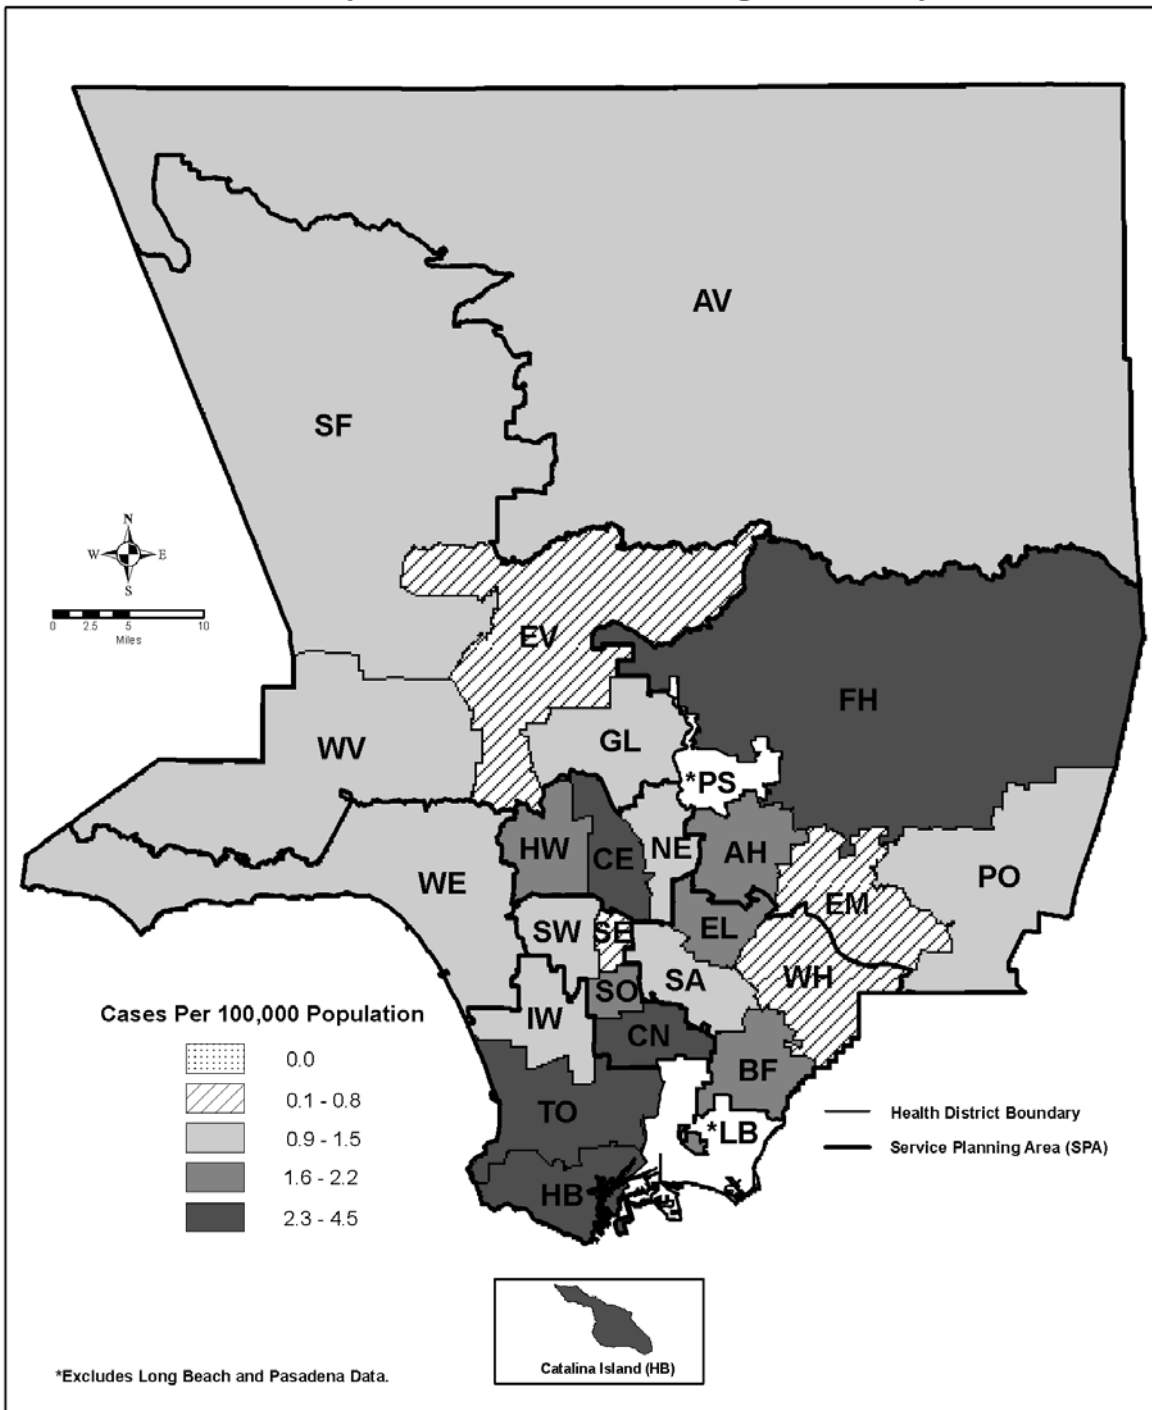 AV
SF
N
W E
S
0 2.5 5 10
Miles
EV
FH
WV
GL
*PS
HW
CE
NE
AH
PO
WE
EM
SW
SE
EL
WH
SA
SO
IW
CN
BF
TO
*LB
HB
Cases Per 100,000 Population
0.0
0.1 - 0.8
0.9 - 1.5
1.6 - 2.2
2.3 - 4.5
Health District Boundary
Service Planning Area (SPA)
Catalina Island (HB)
*Excludes Long Beach and Pasadena Data.